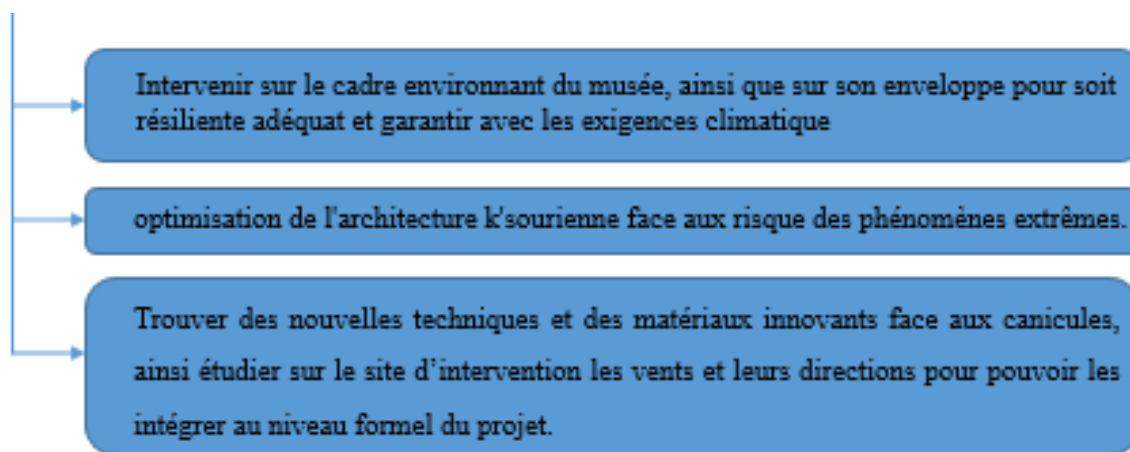 Intervenir sur le cadre environnant du musée, ainsi que sur son enveloppe pour soit
résiliente adéquat et garantir avec les exigences climatique
optimisation de l'architecture k'sourienne face aux risque des phénomènes extrêmes.
Trouver des nouvelles techniques et des matériaux innovants face aux canicules,
ainsi étudier sur le site d’intervention les vents et leurs directions pour pouvoir les
intégrer au niveau formel du projet.